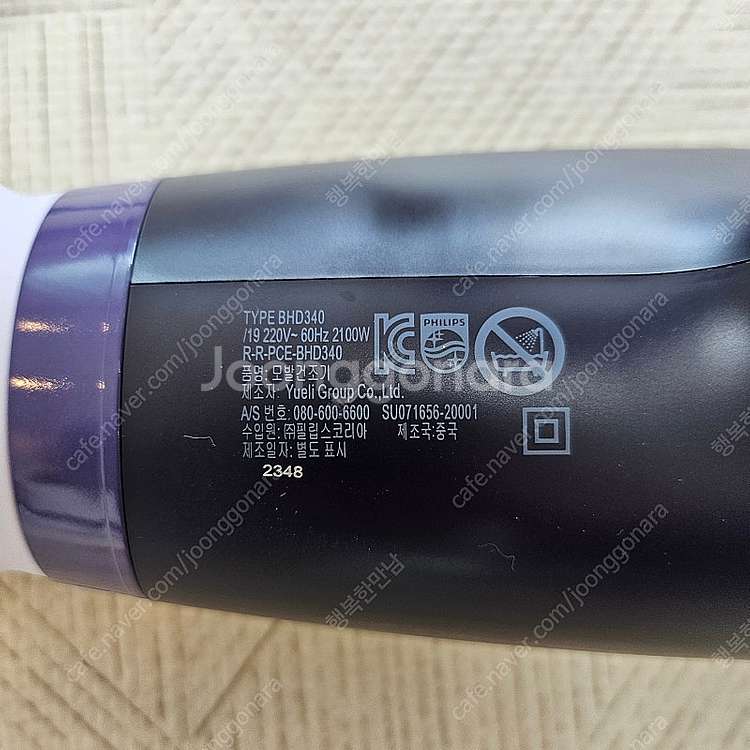 TYPE BHD340
/19 220V~ 60Hz 2100W
R-R-PCE-BHD340
품명: 모발건조기
제조자: Yueli Group Co.,Ltd.
A/S 번호: 080-600-6600 SU071656-20001
수입원: ㈜필립스코리아 제조국:중국
제조일자: 별도 표시
2348
PHILIPS
Joonggonara
cafe.naver.com/joonggonara
행복한만남